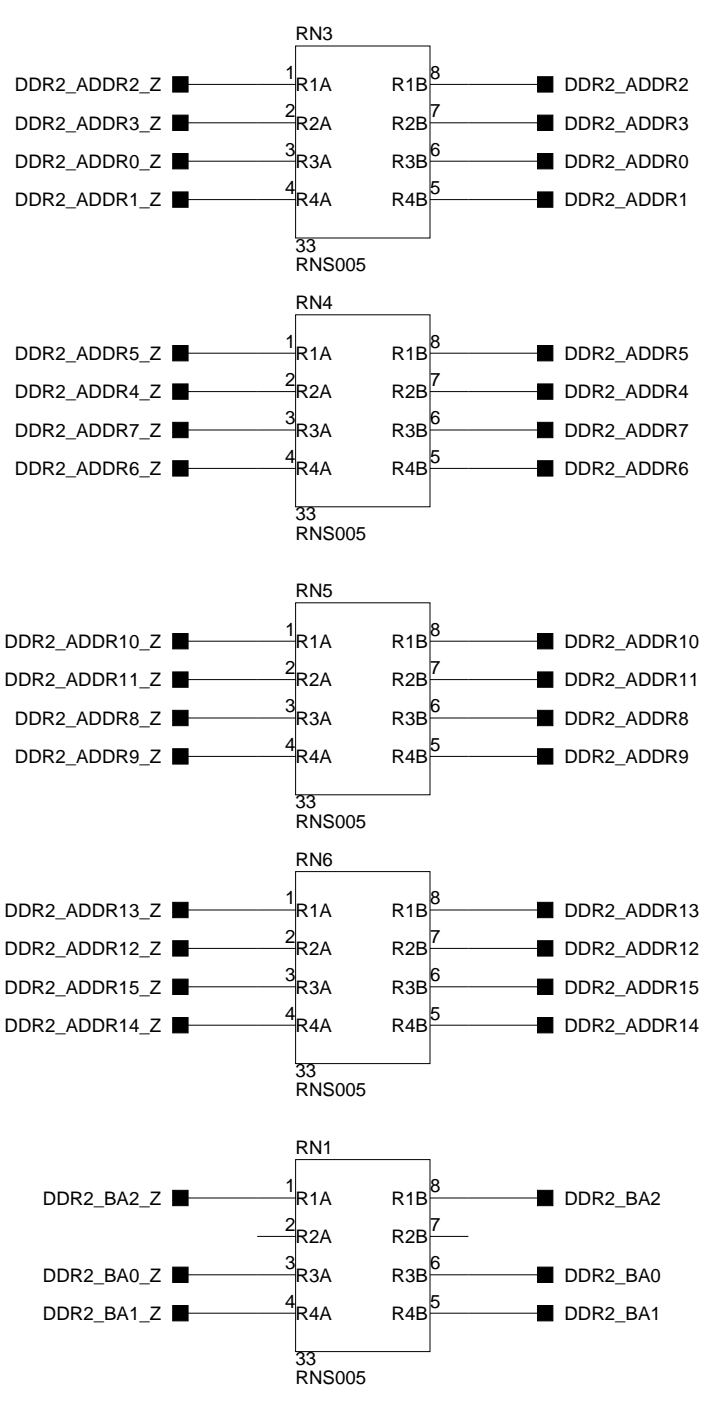 RN3
DDR2_ADDR2_Z 1 R1A R1B 8 DDR2_ADDR2
DDR2_ADDR3_Z 2 R2A R2B 7 DDR2_ADDR3
DDR2_ADDR0_Z 3 R3A R3B 6 DDR2_ADDR0
DDR2_ADDR1_Z 4 R4A R4B 5 DDR2_ADDR1
33
RNS005
RN4
DDR2_ADDR5_Z 1 R1A R1B 8 DDR2_ADDR5
DDR2_ADDR4_Z 2 R2A R2B 7 DDR2_ADDR4
DDR2_ADDR7_Z 3 R3A R3B 6 DDR2_ADDR7
DDR2_ADDR6_Z 4 R4A R4B 5 DDR2_ADDR6
33
RNS005
RN5
DDR2_ADDR10_Z 1 R1A R1B 8 DDR2_ADDR10
DDR2_ADDR11_Z 2 R2A R2B 7 DDR2_ADDR11
DDR2_ADDR8_Z 3 R3A R3B 6 DDR2_ADDR8
DDR2_ADDR9_Z 4 R4A R4B 5 DDR2_ADDR9
33
RNS005
RN6
DDR2_ADDR13_Z 1 R1A R1B 8 DDR2_ADDR13
DDR2_ADDR12_Z 2 R2A R2B 7 DDR2_ADDR12
DDR2_ADDR15_Z 3 R3A R3B 6 DDR2_ADDR15
DDR2_ADDR14_Z 4 R4A R4B 5 DDR2_ADDR14
33
RNS005
RN1
DDR2_BA2_Z 1 R1A R1B 8 DDR2_BA2
2 R2A R2B 7
DDR2_BA0_Z 3 R3A R3B 6 DDR2_BA0
DDR2_BA1_Z 4 R4A R4B 5 DDR2_BA1
33
RNS005